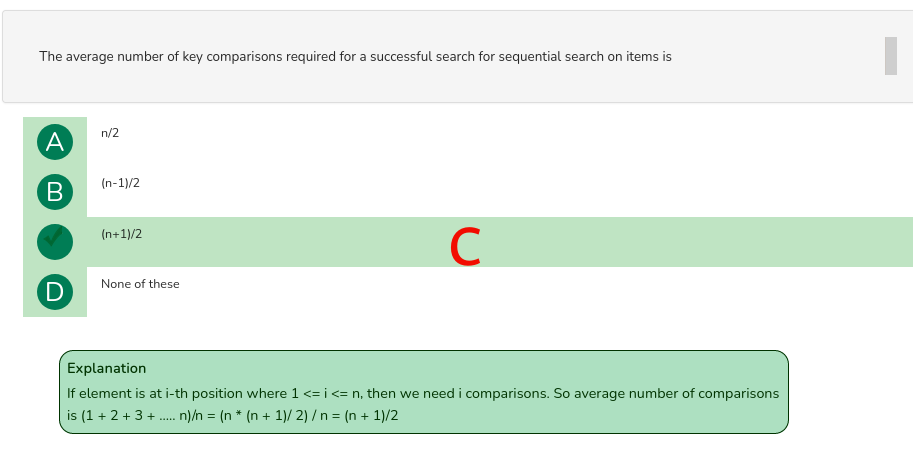 The average number of key comparisons required for a successful search for sequential search on items is
A n/2
B (n-1)/2
(n+1)/2 C
D None of these
Explanation
If element is at i-th position where 1 <= i <= n, then we need i comparisons. So average number of comparisons
is (1 + 2 + 3 + ..... n)/n = (n * (n + 1)/ 2) / n = (n + 1)/2